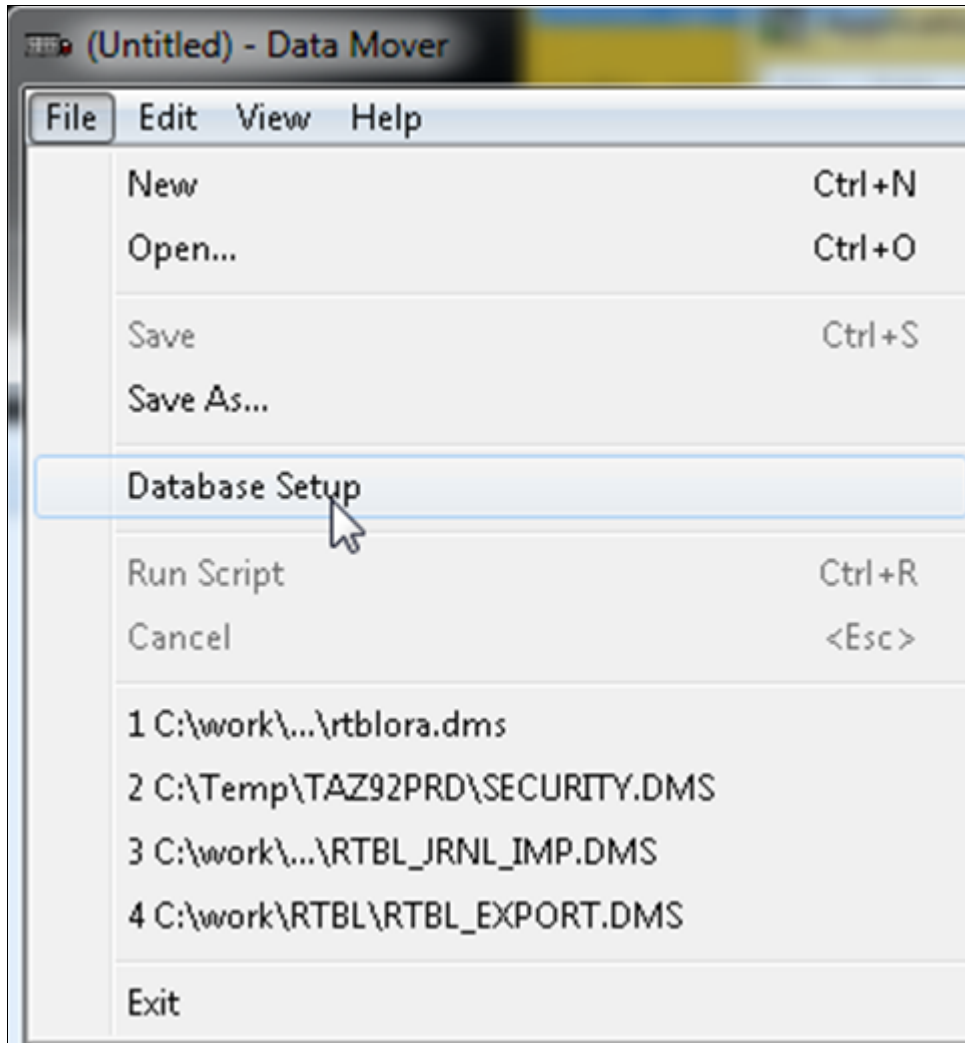 (Untitled) - Data Mover
File Edit View Help
New Ctrl+N
Open... Ctrl+O
Save Ctrl+S
Save As...
Database Setup
Run Script Ctrl+R
Cancel <Esc>
1 C:\work\...\rtblora.dms
2 C:\Temp\TAZ92PRD\SECURITY.DMS
3 C:\work\...\RTBL_JRNL_IMP.DMS
4 C:\work\RTBL\RTBL_EXPORT.DMS
Exit